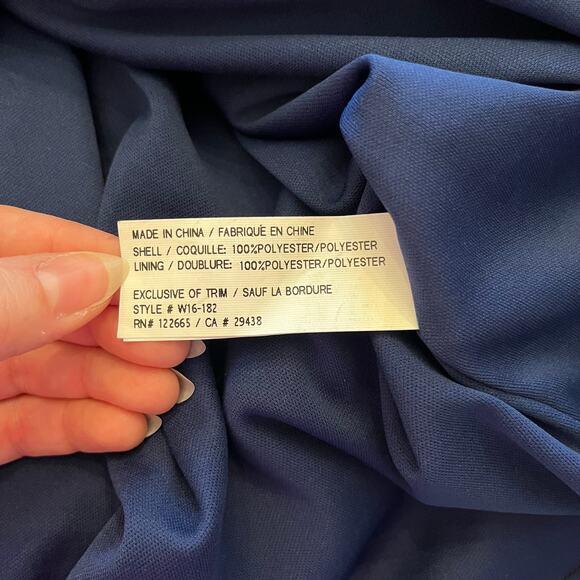 MADE IN CHINA / FABRIQUÉ EN CHINE
SHELL / COQUILLE: 100%POLYESTER/POLYESTER
LINING / DOUBLURE: 100%POLYESTER/POLYESTER
EXCLUSIVE OF TRIM / SAUF LA BORDURE
STYLE # W16-182
RN# 122665 / CA # 29438